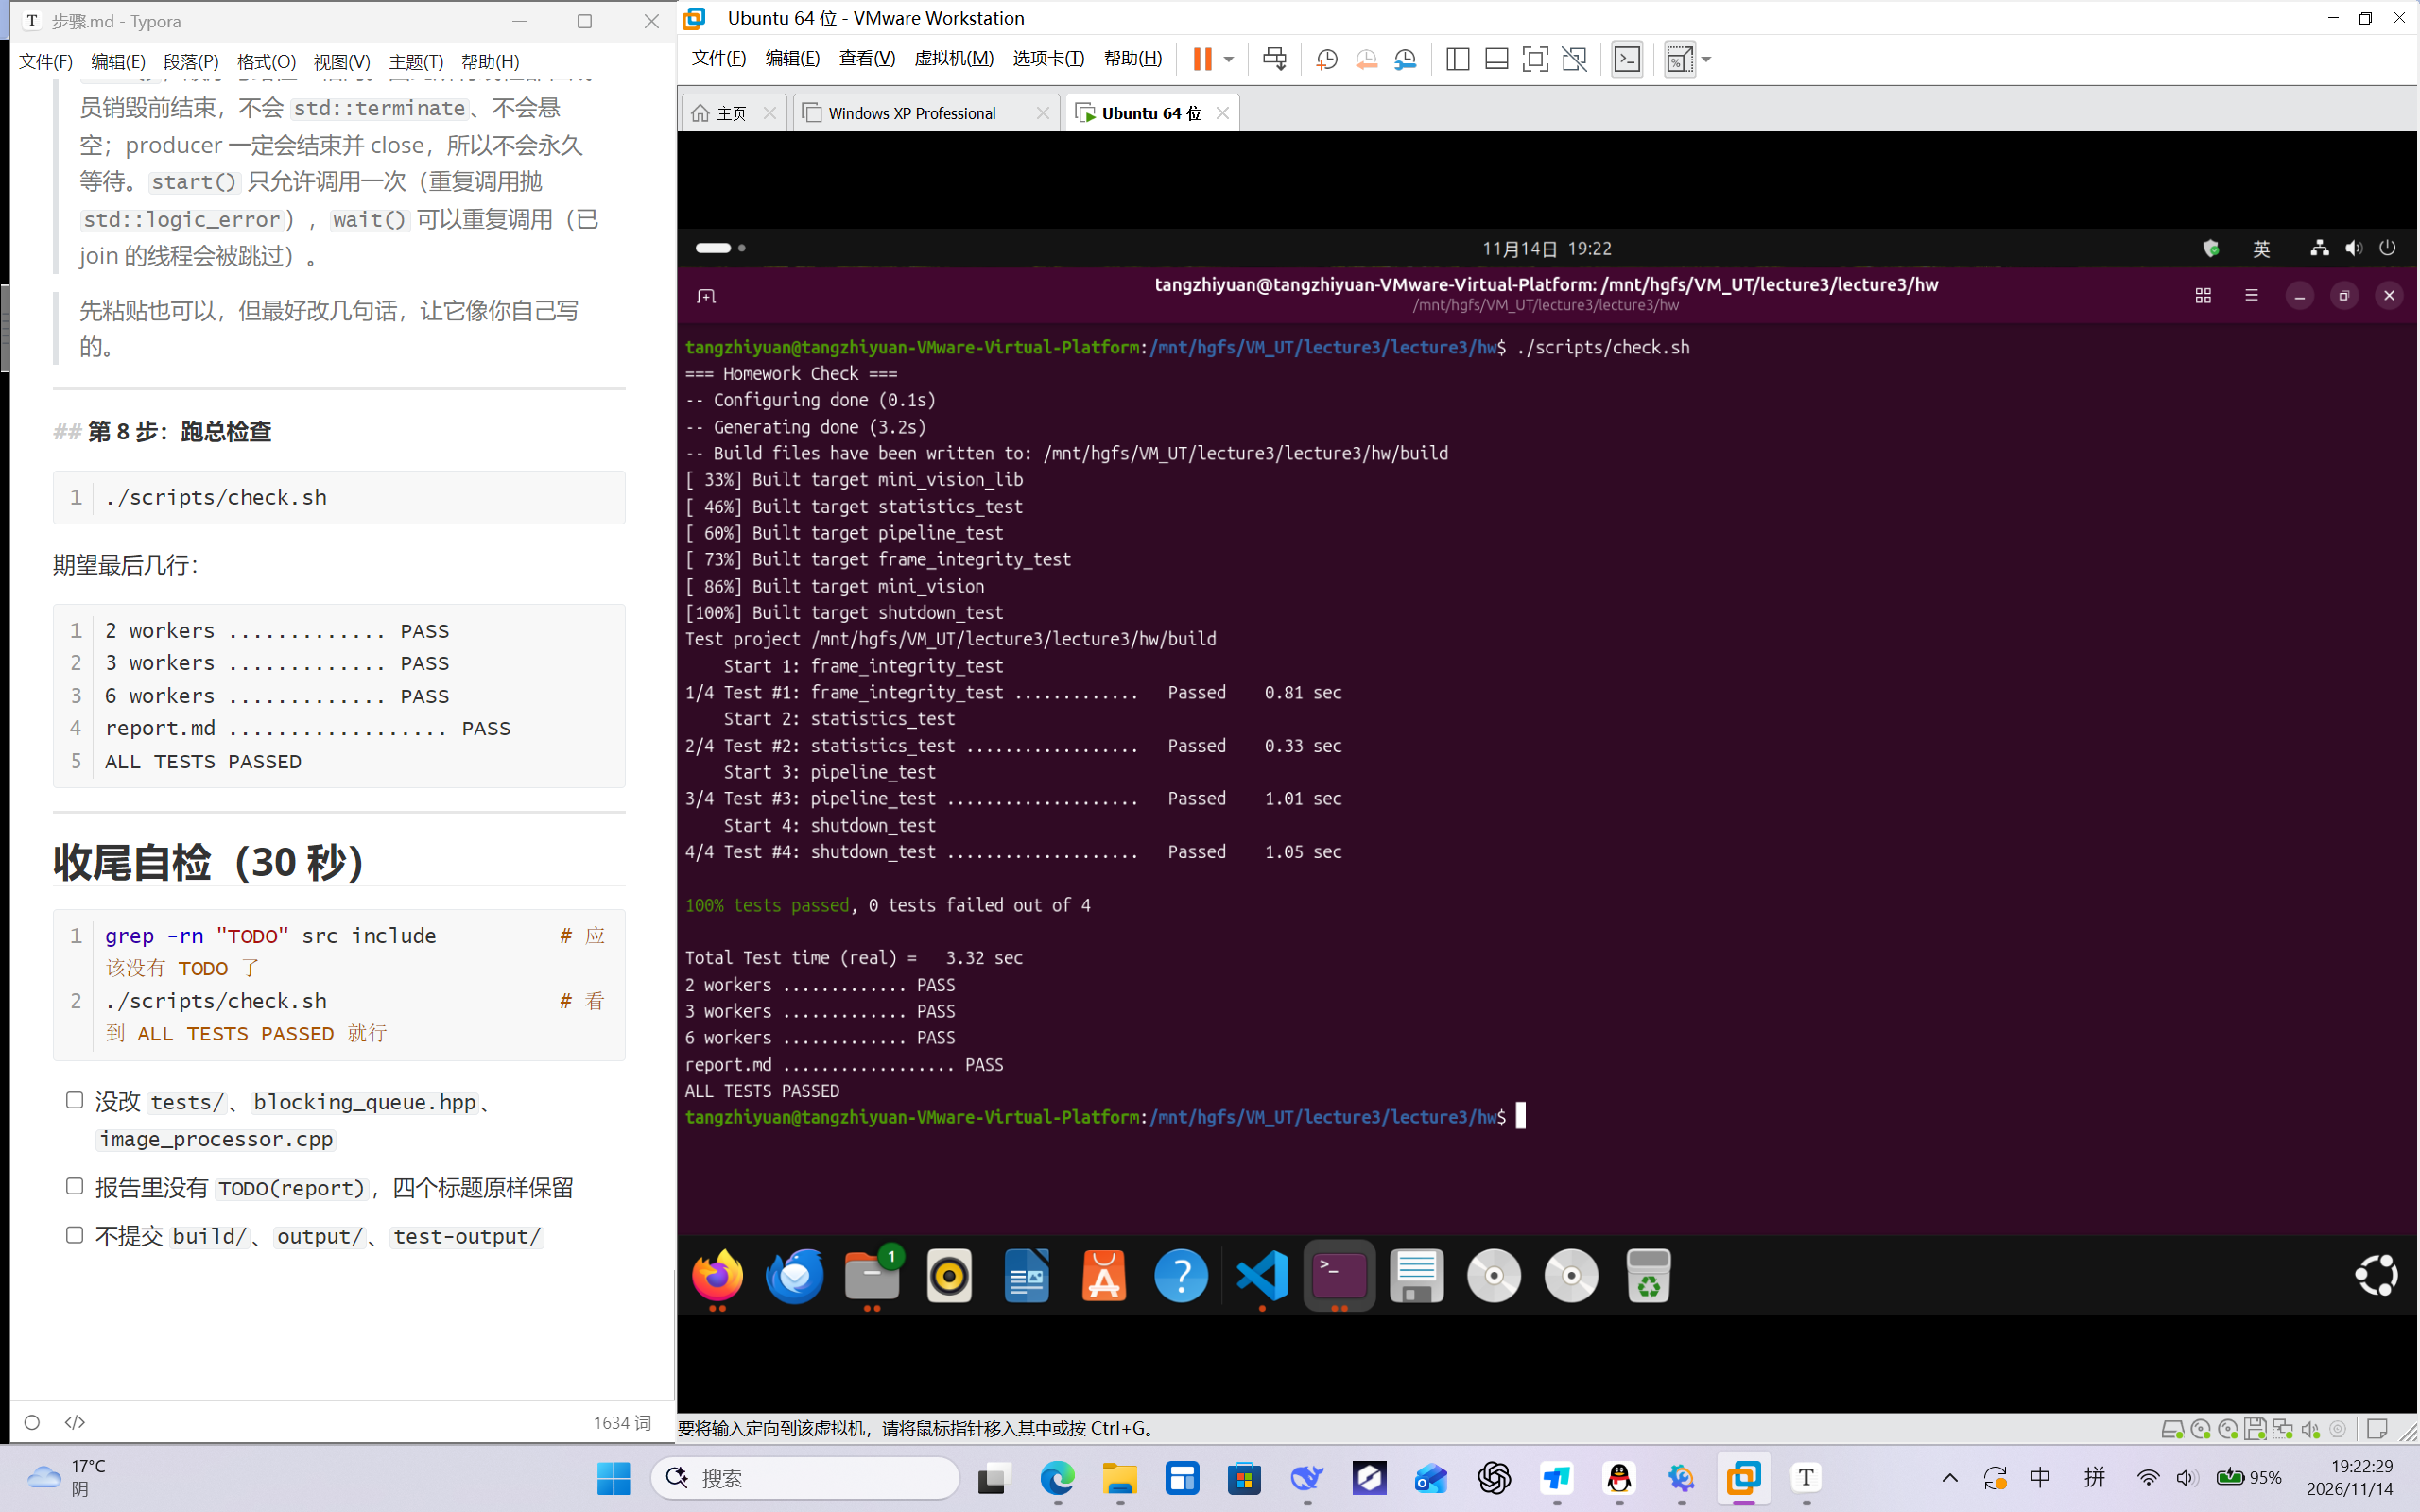 步骤.md - Typora
文件(F) 编辑(E) 段落(P) 格式(O) 视图(V) 主题(T) 帮助(H)
员销毁前结束，不会 std::terminate、不会悬
空；producer 一定会结束并 close，所以不会永久
等待。start() 只允许调用一次（重复调用抛
std::logic_error），wait() 可以重复调用（已
join 的线程会被跳过）。
先粘贴也可以，但最好改几句话，让它像你自己写
的。
## 第 8 步：跑总检查
1 ./scripts/check.sh
期望最后几行：
1 2 workers ............. PASS
2 3 workers ............. PASS
3 6 workers ............. PASS
4 report.md .................. PASS
5 ALL TESTS PASSED
收尾自检（30 秒）
1 grep -rn "TODO" src include # 应
该没有 TODO 了
2 ./scripts/check.sh # 看
到 ALL TESTS PASSED 就行
没改 tests/、blocking_queue.hpp、
image_processor.cpp
报告里没有 TODO(report)，四个标题原样保留
不提交 build/、output/、test-output/
1634 词
Ubuntu 64 位 - VMware Workstation
文件(F) 编辑(E) 查看(V) 虚拟机(M) 选项卡(T) 帮助(H)
主页 Windows XP Professional Ubuntu 64 位
11月14日 19:22
英
tangzhiyuan@tangzhiyuan-VMware-Virtual-Platform: /mnt/hgfs/VM_UT/lecture3/lecture3/hw
/mnt/hgfs/VM_UT/lecture3/lecture3/hw
tangzhiyuan@tangzhiyuan-VMware-Virtual-Platform:/mnt/hgfs/VM_UT/lecture3/lecture3/hw$ ./scripts/check.sh
=== Homework Check ===
-- Configuring done (0.1s)
-- Generating done (3.2s)
-- Build files have been written to: /mnt/hgfs/VM_UT/lecture3/lecture3/hw/build
[ 33%] Built target mini_vision_lib
[ 46%] Built target statistics_test
[ 60%] Built target pipeline_test
[ 73%] Built target frame_integrity_test
[ 86%] Built target mini_vision
[100%] Built target shutdown_test
Test project /mnt/hgfs/VM_UT/lecture3/lecture3/hw/build
Start 1: frame_integrity_test
1/4 Test #1: frame_integrity_test ............. Passed 0.81 sec
Start 2: statistics_test
2/4 Test #2: statistics_test .................. Passed 0.33 sec
Start 3: pipeline_test
3/4 Test #3: pipeline_test .................... Passed 1.01 sec
Start 4: shutdown_test
4/4 Test #4: shutdown_test .................... Passed 1.05 sec
100% tests passed, 0 tests failed out of 4
Total Test time (real) = 3.32 sec
2 workers ............. PASS
3 workers ............. PASS
6 workers ............. PASS
report.md .................. PASS
ALL TESTS PASSED
tangzhiyuan@tangzhiyuan-VMware-Virtual-Platform:/mnt/hgfs/VM_UT/lecture3/lecture3/hw$
1
要将输入定向到该虚拟机，请将鼠标指针移入其中或按 Ctrl+G。
17°C
阴
搜索
中 拼 95%
19:22:29
2026/11/14